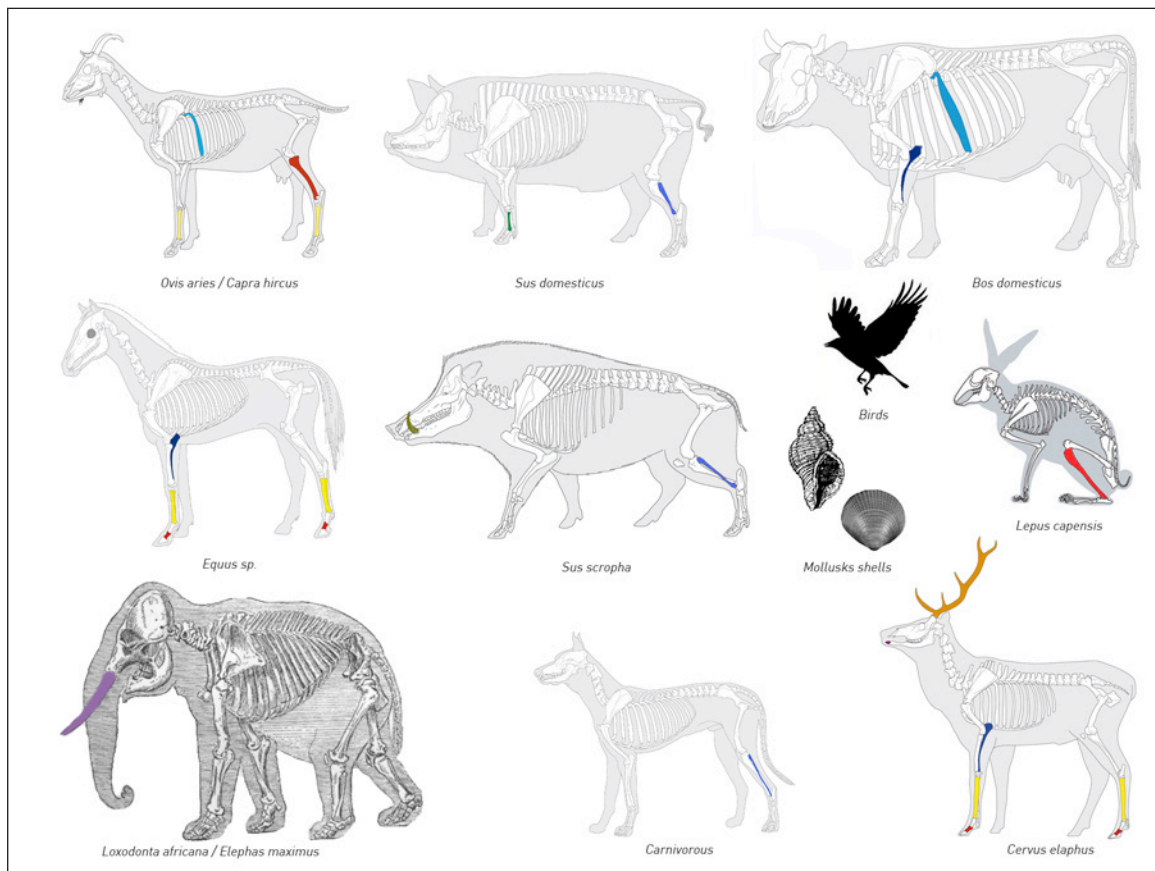 Ovis aries / Capra hircus
Sus domesticus
Bos domesticus
Birds
Equus sp.
Sus scropha
Mollusks shells
Lepus capensis
Loxodonta africana / Elephas maximus
Carnivorous
Cervus elaphus